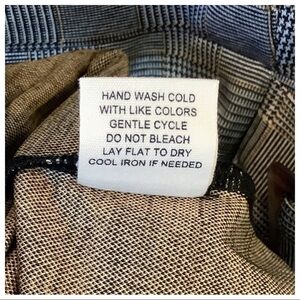 HAND WASH COLD
WITH LIKE COLORS
GENTLE CYCLE
DO NOT BLEACH
LAY FLAT TO DRY
COOL IRON IF NEEDED